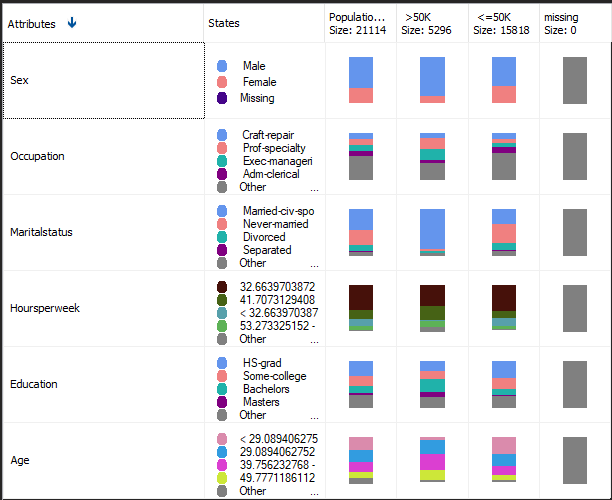 Attributes States Populatio... >50K <=50K missing
Size: 21114 Size: 5296 Size: 15818 Size: 0
Sex
Male
Female
Missing
Occupation
Craft-repair
Prof-specialty
Exec-manageri
Adm-clerical
Other ...
Maritalstatus
Married-civ-spo
Never-married
Divorced
Separated
Other ...
Hoursperweek
32.6639703872
41.7073129408
< 32.663970387
53.273325152 -
Other ...
Education
HS-grad
Some-college
Bachelors
Masters
Other ...
Age
< 29.089406275
29.0894062752
39.756232768 -
49.7771186112
Other ...